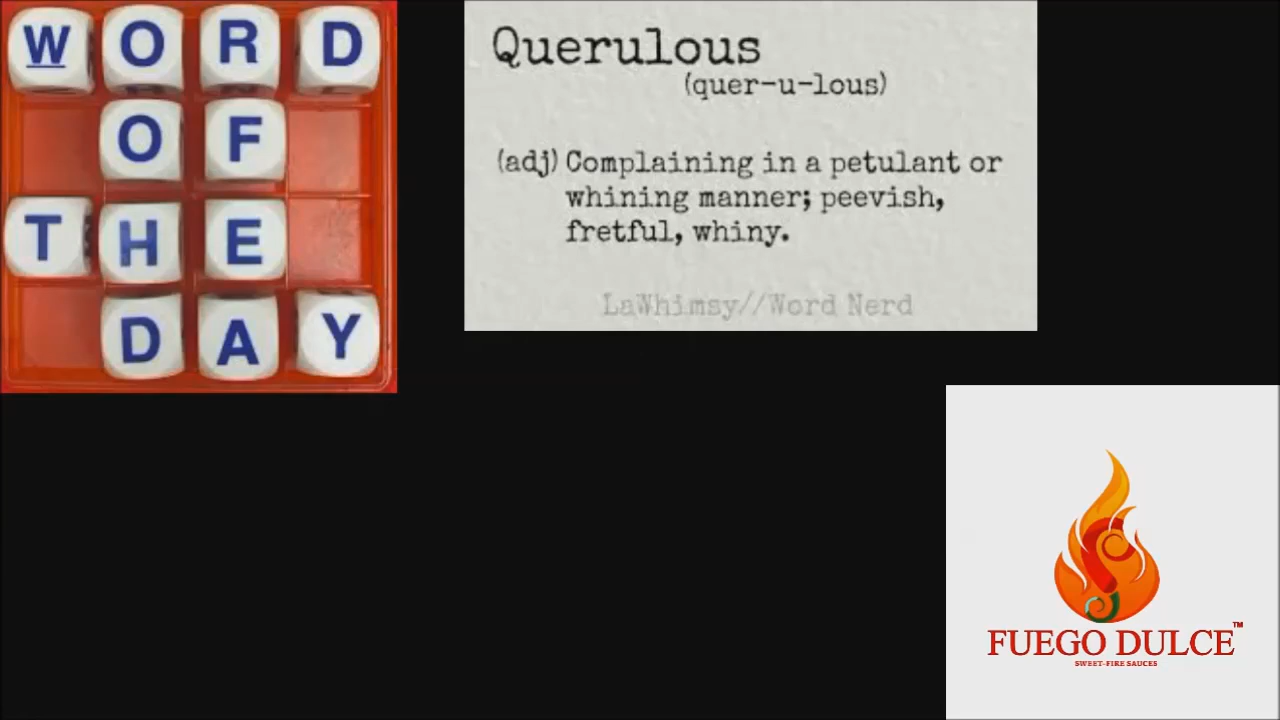 WORD
OF
THE
DAY
Querulous
(quer-u-lous)
(adj) Complaining in a petulant or
whining manner; peevish,
fretful, whiny.
LaWhimsy//Word Nerd
FUEGO DULCE™
SWEET-FIRE SAUCES